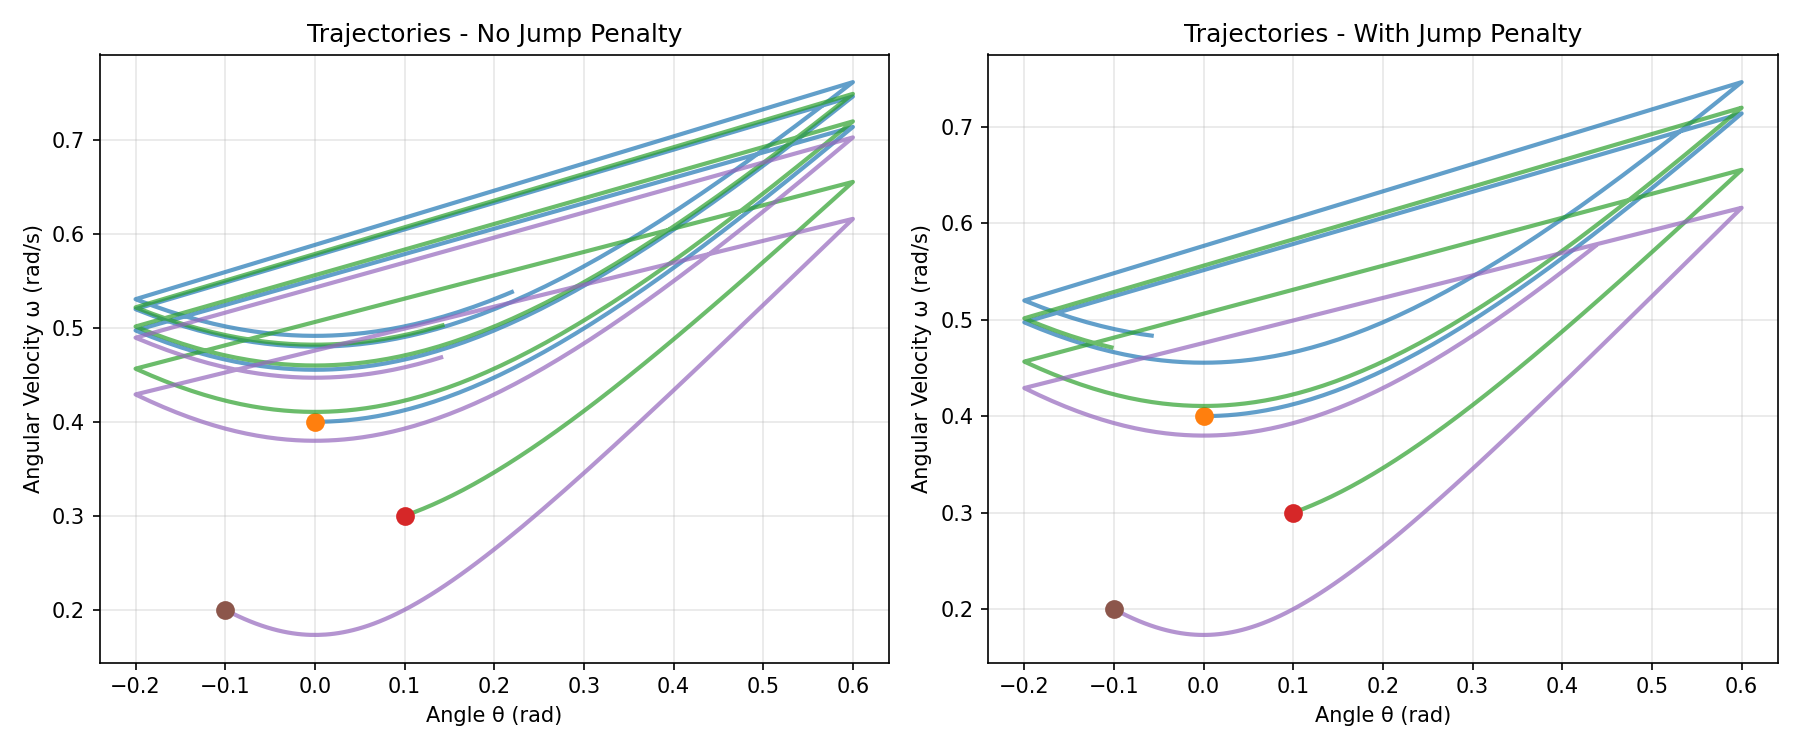 Trajectories - No Jump Penalty
Angular Velocity ω (rad/s)
0.7
0.6
0.5
0.4
0.3
0.2
−0.2 −0.1 0.0 0.1 0.2 0.3 0.4 0.5 0.6
Angle θ (rad)
Trajectories - With Jump Penalty
Angular Velocity ω (rad/s)
0.7
0.6
0.5
0.4
0.3
0.2
−0.2 −0.1 0.0 0.1 0.2 0.3 0.4 0.5 0.6
Angle θ (rad)